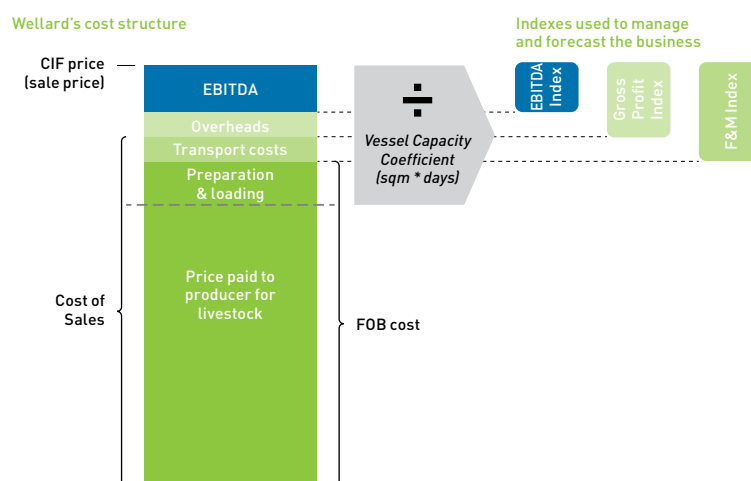 Wellard's cost structure
Indexes used to manage
and forecast the business
CIF price
(sale price)
EBITDA
Overheads
Transport costs
Preparation
& loading
Price paid to
producer for
livestock
Cost of
Sales
FOB cost
÷
Vessel Capacity
Coefficient
(sqm * days)
EBITDA
Index
Gross
Profit
Index
F&M Index